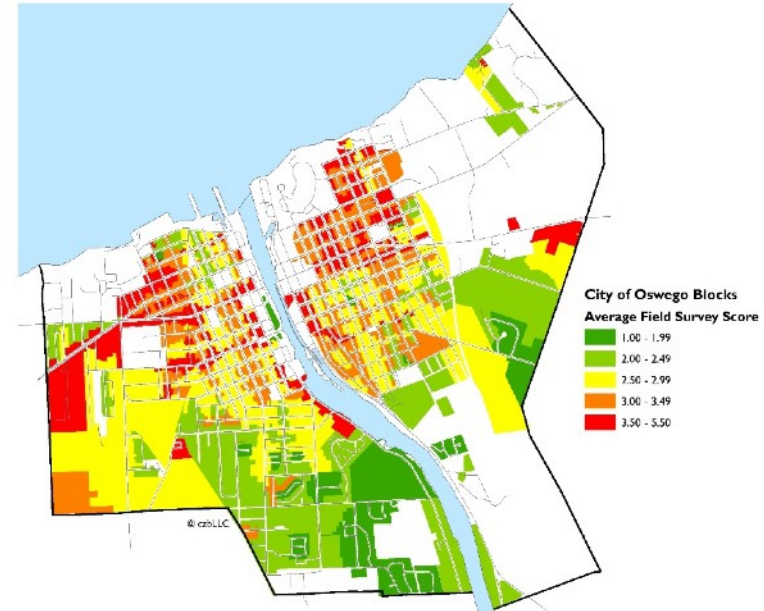 City of Oswego Blocks
Average Field Survey Score
1.00 - 1.99
2.00 - 2.49
2.50 - 2.99
3.00 - 3.49
3.50 - 5.50
© czbLLC